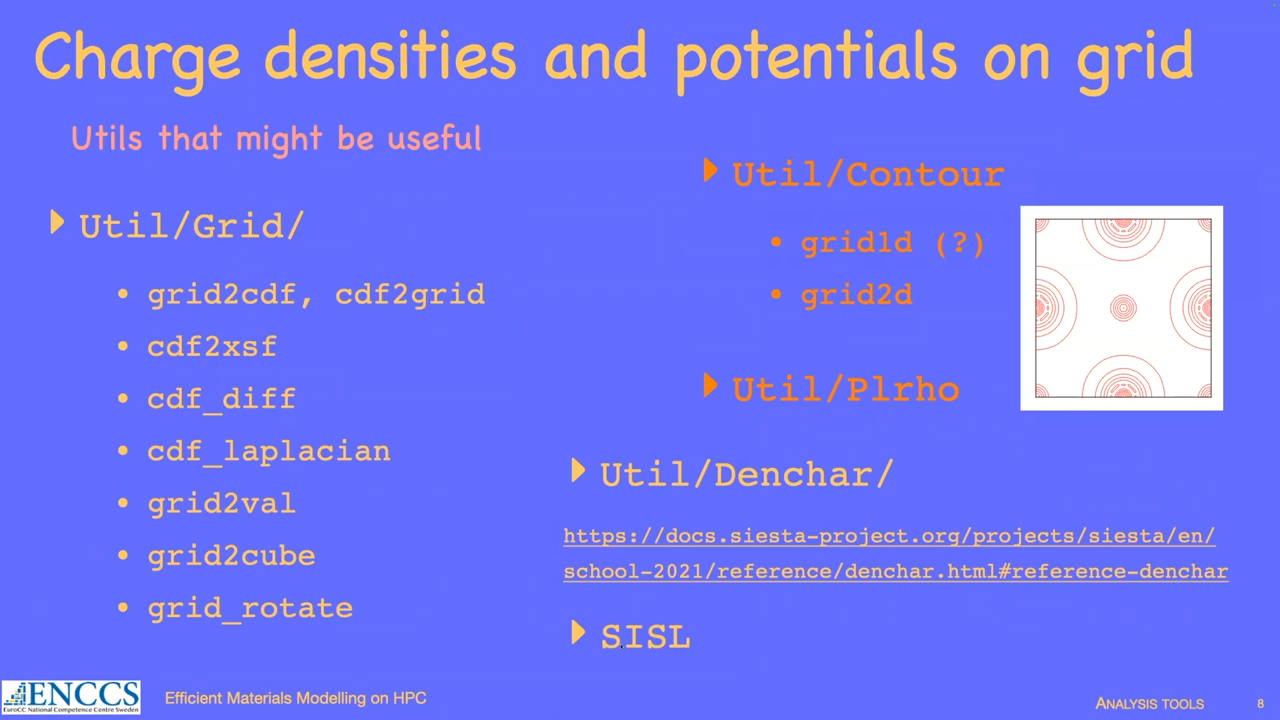 Charge densities and potentials on grid
Utils that might be useful
Util/Grid/
grid2cdf, cdf2grid
cdf2xsf
cdf_diff
cdf_laplacian
grid2val
grid2cube
grid_rotate
Util/Contour
grid1d (?)
grid2d
Util/Plrho
Util/Denchar/
https://docs.siesta-project.org/projects/siesta/en/
school-2021/reference/denchar.html#reference-denchar
SISL
ENCCS
EuroCC National Competence Centre Sweden
Efficient Materials Modelling on HPC
ANALYSIS TOOLS
8